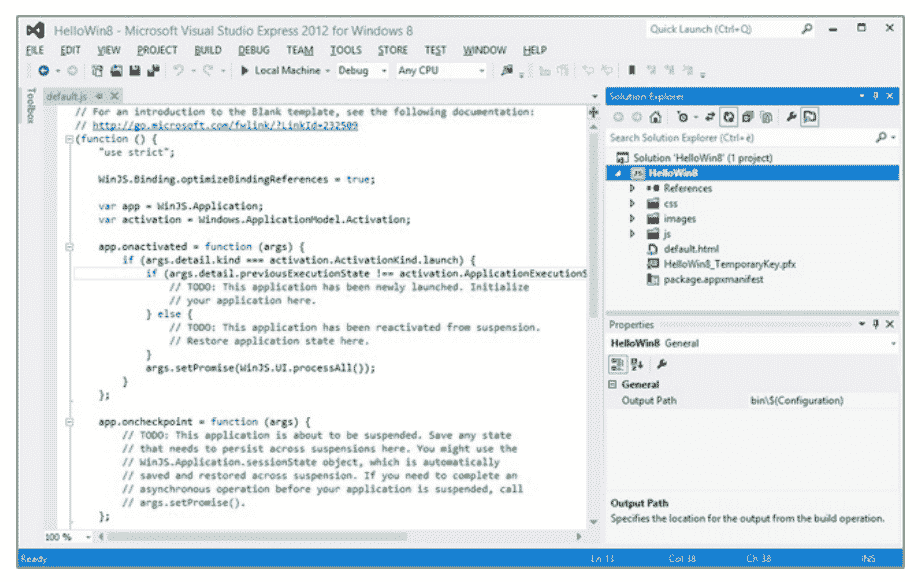 HelloWin8 - Microsoft Visual Studio Express 2012 for Windows 8
Quick Launch (Ctrl+Q)
FILE EDIT VIEW PROJECT BUILD DEBUG TEAM TOOLS STORE TEST WINDOW HELP
Local Machine Debug Any CPU
Toolbox
default.js
// For an introduction to the Blank template, see the following documentation:
// http://go.microsoft.com/fwlink/?LinkId=232509
(function () {
"use strict";
WinJS.Binding.optimizeBindingReferences = true;
var app = WinJS.Application;
var activation = Windows.ApplicationModel.Activation;
app.onactivated = function (args) {
if (args.detail.kind === activation.ActivationKind.launch) {
if (args.detail.previousExecutionState !== activation.ApplicationExecutionS
// TODO: This application has been newly launched. Initialize
// your application here.
} else {
// TODO: This application has been reactivated from suspension.
// Restore application state here.
}
args.setPromise(WinJS.UI.processAll());
}
};
app.oncheckpoint = function (args) {
// TODO: This application is about to be suspended. Save any state
// that needs to persist across suspensions here. You might use the
// WinJS.Application.sessionState object, which is automatically
// saved and restored across suspension. If you need to complete an
// asynchronous operation before your application is suspended, call
// args.setPromise().
};
100 %
Solution Explorer
Search Solution Explorer (Ctrl+è)
Solution 'HelloWin8' (1 project)
JS HelloWin8
References
css
images
js
default.html
HelloWin8_TemporaryKey.pfx
package.appxmanifest
Properties
HelloWin8 General
General
Output Path bin\$(Configuration)
Output Path
Specifies the location for the output from the build operation.
Ready Ln 13 Col 38 Ch 38 INS